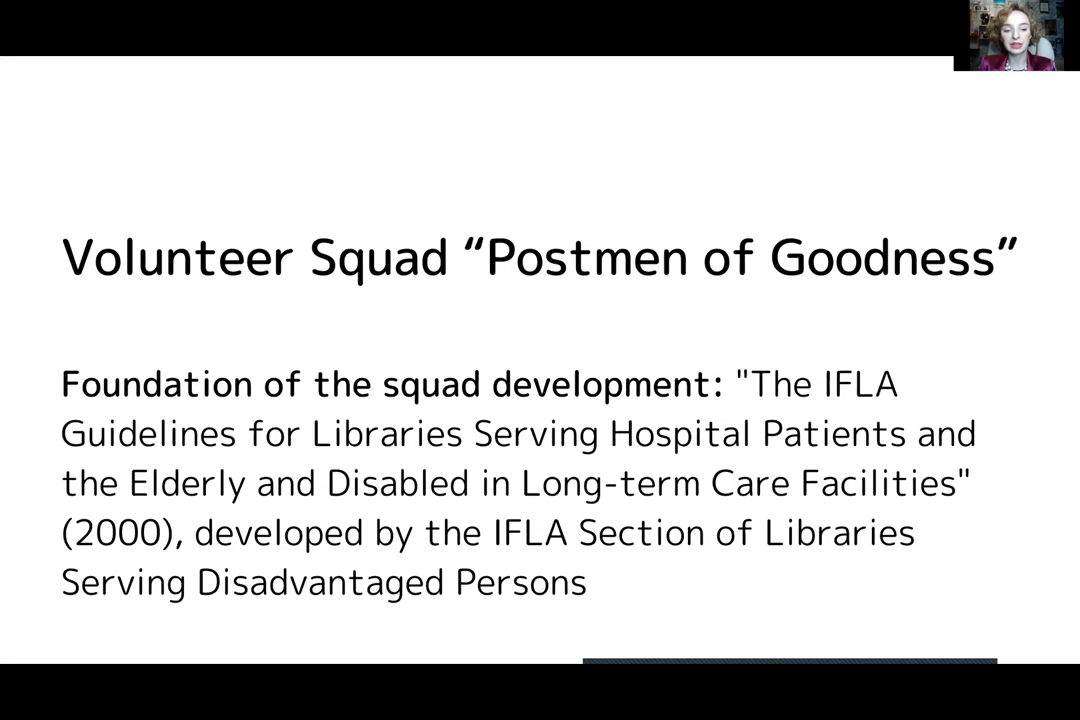 Volunteer Squad “Postmen of Goodness”
Foundation of the squad development: "The IFLA
Guidelines for Libraries Serving Hospital Patients and
the Elderly and Disabled in Long-term Care Facilities"
(2000), developed by the IFLA Section of Libraries
Serving Disadvantaged Persons